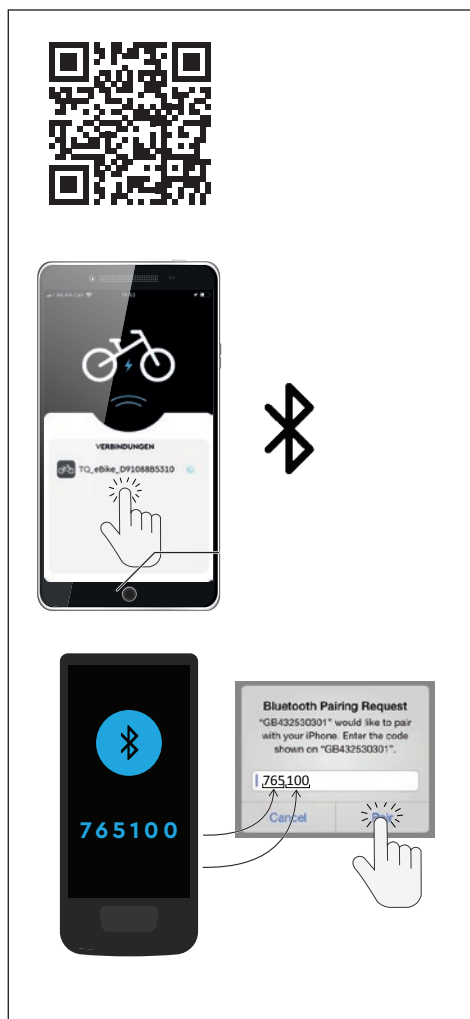 VERBINDUNGEN
TQ_eBike_D9108885310
765100
Bluetooth Pairing Request
"GB432530301" would like to pair
with your iPhone. Enter the code
shown on "GB432530301".
765100
Cancel
Pair